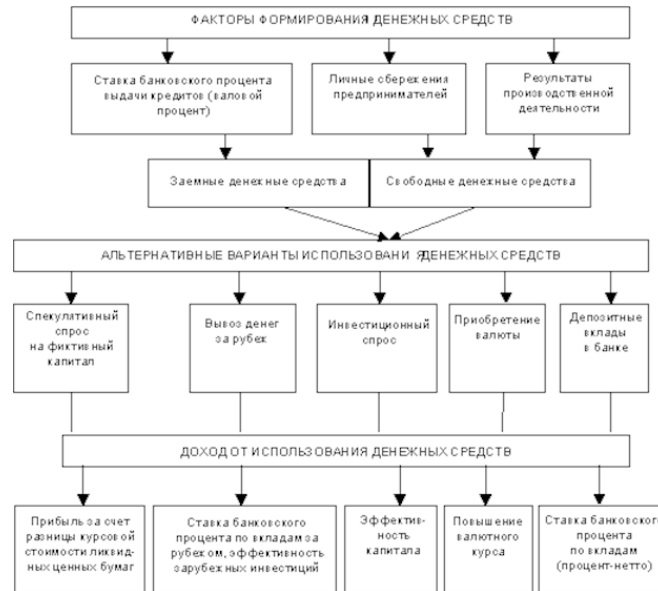 ФАКТОРЫ ФОРМИРОВАНИЯ ДЕНЕЖНЫХ СРЕДСТВ
Ставка банковского процента
выдачи кредитов (валовой
процент)
Личные сбережения
предпринимателей
Результаты
производственной
деятельности
Заемные денежные средства
Свободные денежные средства
АЛЬТЕРНАТИВНЫЕ ВАРИАНТЫ ИСПОЛЬЗОВАНИЯ ДЕНЕЖНЫХ СРЕДСТВ
Спекулятивный
спрос
на фиктивный
капитал
Вывоз денег
за рубеж
Инвестиционный
спрос
Приобретение
валюты
Депозитные
вклады
в банке
ДОХОД ОТ ИСПОЛЬЗОВАНИЯ ДЕНЕЖНЫХ СРЕДСТВ
Прибыль за счет
разницы курсовой
стоимости ликвид-
ных ценных бумаг
Ставка банковского
процента по вкладам за
рубежом, эффективность
зарубежных инвестиций
Эффектив-
ность
капитала
Повышение
валютного
курса
Ставка банковского
процента
по вкладам
(процент-нетто)